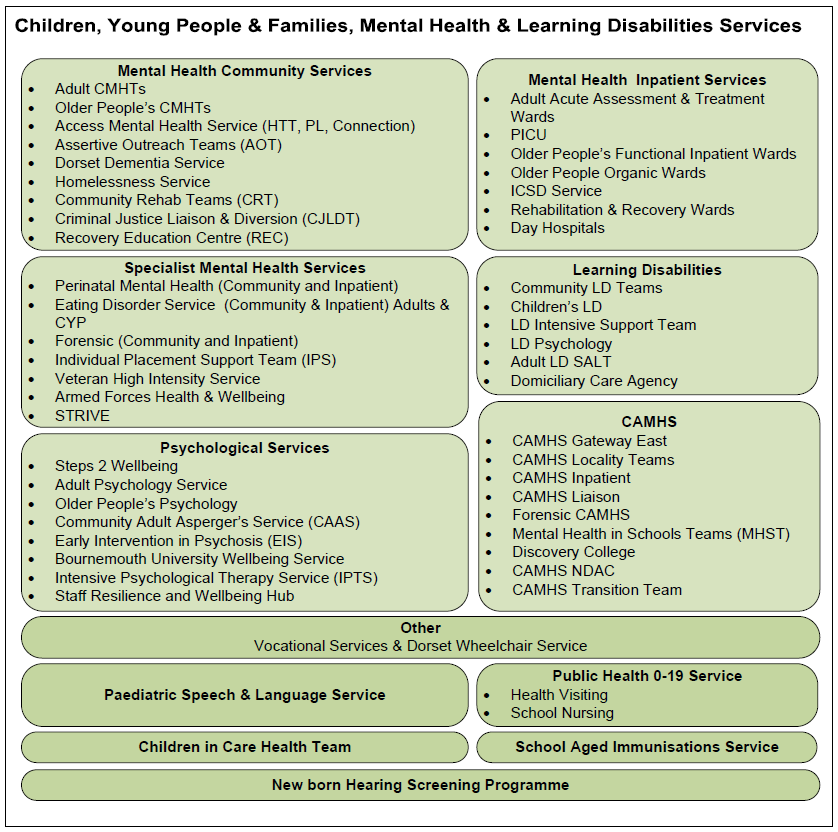 Children, Young People & Families, Mental Health & Learning Disabilities Services
Mental Health Community Services
• Adult CMHTs
• Older People's CMHTs
• Access Mental Health Service (HTT, PL, Connection)
• Assertive Outreach Teams (AOT)
• Dorset Dementia Service
• Homelessness Service
• Community Rehab Teams (CRT)
• Criminal Justice Liaison & Diversion (CJLDT)
• Recovery Education Centre (REC)
Mental Health  Inpatient Services
• Adult Acute Assessment & Treatment
Wards
• PICU
• Older People's Functional Inpatient Wards
• Older People Organic Wards
• ICSD Service
• Rehabilitation & Recovery Wards
• Day Hospitals
Specialist Mental Health Services
• Perinatal Mental Health (Community and Inpatient)
• Eating Disorder Service  (Community & Inpatient) Adults &
CYP
• Forensic (Community and Inpatient)
• Individual Placement Support Team (IPS)
• Veteran High Intensity Service
• Armed Forces Health & Wellbeing
• STRIVE
Learning Disabilities
• Community LD Teams
• Children's LD
• LD Intensive Support Team
• LD Psychology
• Adult LD SALT
• Domiciliary Care Agency
Psychological Services
• Steps 2 Wellbeing
• Adult Psychology Service
• Older People's Psychology
• Community Adult Asperger's Service (CAAS)
• Early Intervention in Psychosis (EIS)
• Bournemouth University Wellbeing Service
• Intensive Psychological Therapy Service (IPTS)
• Staff Resilience and Wellbeing Hub
CAMHS
• CAMHS Gateway East
• CAMHS Locality Teams
• CAMHS Inpatient
• CAMHS Liaison
• Forensic CAMHS
• Mental Health in Schools Teams (MHST)
• Discovery College
• CAMHS NDAC
• CAMHS Transition Team
Other
Vocational Services & Dorset Wheelchair Service
Paediatric Speech & Language Service
Public Health 0-19 Service
• Health Visiting
• School Nursing
Children in Care Health Team
School Aged Immunisations Service
New born Hearing Screening Programme